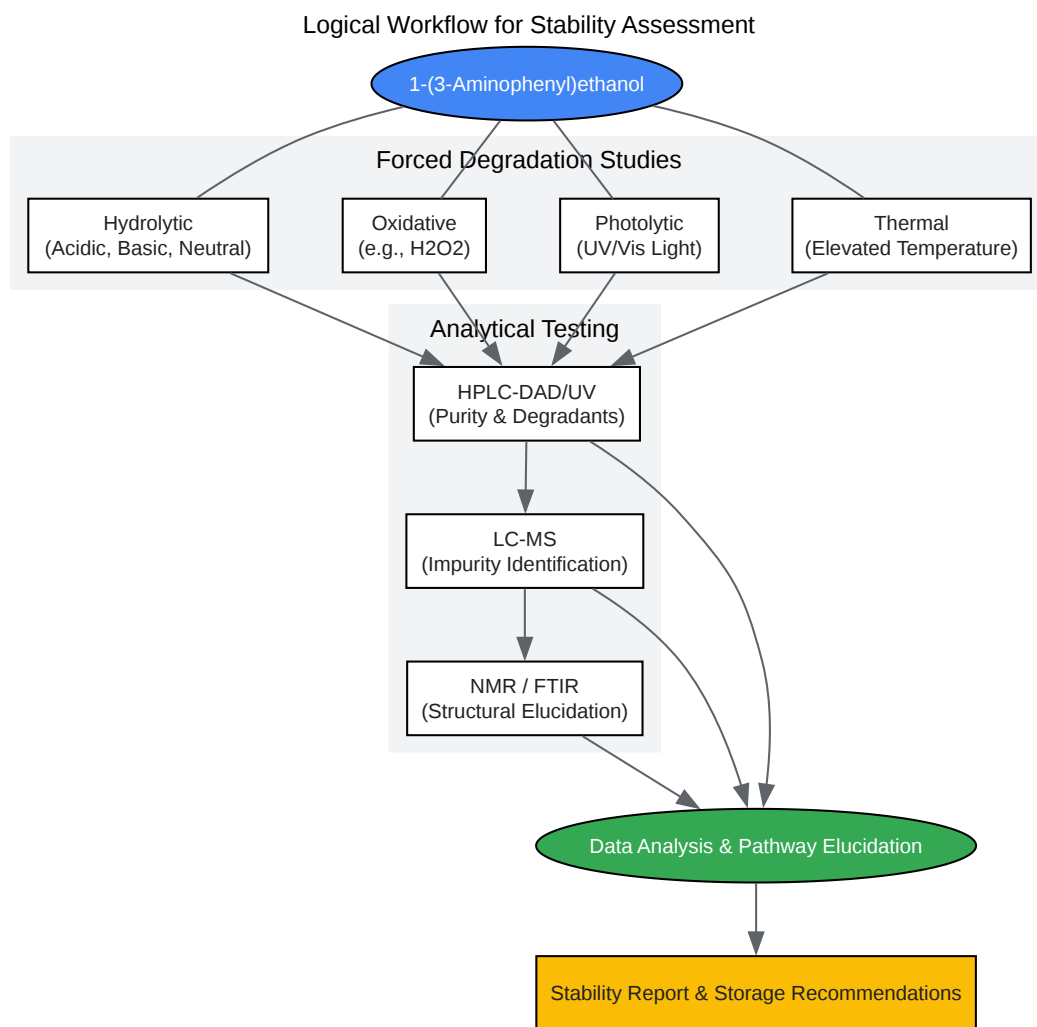 Logical Workflow for Stability Assessment
1-(3-Aminophenyl)ethanol
Forced Degradation Studies
Hydrolytic
(Acidic, Basic, Neutral)
Oxidative
(e.g., H2O2)
Photolytic
(UV/Vis Light)
Thermal
(Elevated Temperature)
Analytical Testing
HPLC-DAD/UV
(Purity & Degradants)
LC-MS
(Impurity Identification)
NMR / FTIR
(Structural Elucidation)
Data Analysis & Pathway Elucidation
Stability Report & Storage Recommendations